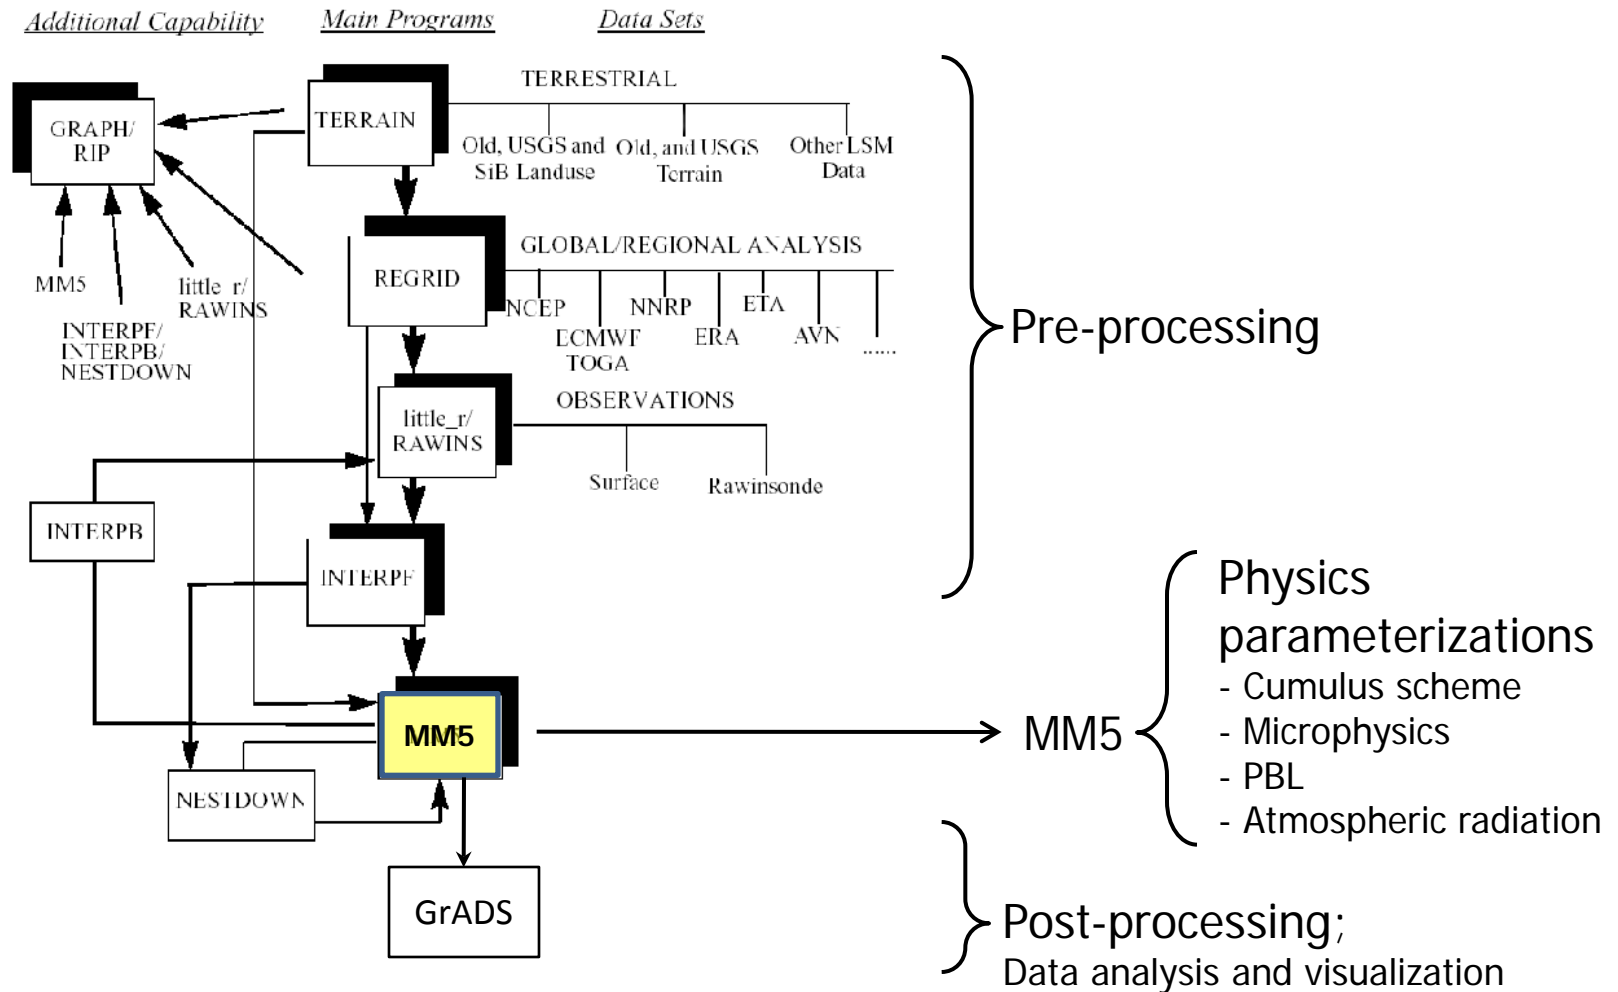 Additional Capability
Main Programs
Data Sets
TERRESTRIAL
TERRAIN
GRAPH/
RIP
Old, USGS and
SiB Landuse
Old, and USGS
Terrain
Other LSM
Data
MM5
INTERPF/
INTERPB/
NESTDOWN
little_r/
RAWINS
REGRID
GLOBAL/REGIONAL ANALYSIS
NCEP
ECMWF
TOGA
NNRP
ERA
ETA
AVN
......
Pre-processing
little_r/
RAWINS
OBSERVATIONS
Surface
Rawinsonde
INTERPB
INTERPF
MM5
NESTDOWN
GrADS
MM5
Physics
parameterizations
- Cumulus scheme
- Microphysics
- PBL
- Atmospheric radiation
Post-processing;
Data analysis and visualization